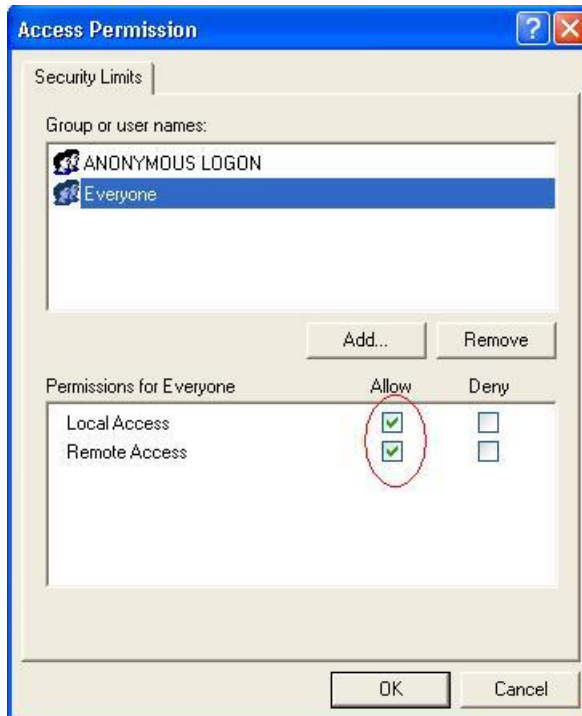 Access Permission
Security Limits
Group or user names:
ANONYMOUS LOGON
Everyone
Add... Remove
Permissions for Everyone Allow Deny
Local Access
Remote Access
OK Cancel